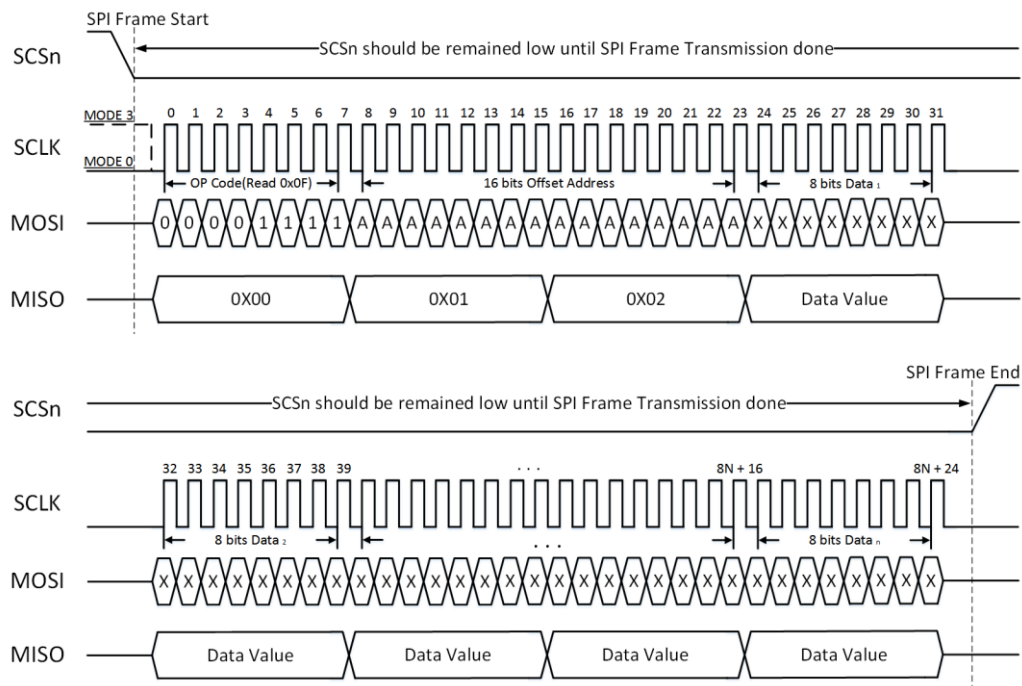 SPI Frame Start
SCSn
SCSn should be remained low until SPI Frame Transmission done
MODE 3
0 1 2 3 4 5 6 7 8 9 10 11 12 13 14 15 16 17 18 19 20 21 22 23 24 25 26 27 28 29 30 31
SCLK
MODE 0
OP Code(Read 0x0F) 16 bits Offset Address 8 bits Data 1
MOSI 0 0 0 0 1 1 1 1 A A A A A A A A A A A A A A A A X X X X X X X X
MISO 0X00 0X01 0X02 Data Value
SPI Frame End
SCSn
SCSn should be remained low until SPI Frame Transmission done
32 33 34 35 36 37 38 39 . . . 8N + 16 8N + 24
SCLK
8 bits Data 2 . . . 8 bits Data n
MOSI X X X X X X X X X X X X X X X X X X X X X X X X X X X X X X X X
MISO Data Value Data Value Data Value Data Value